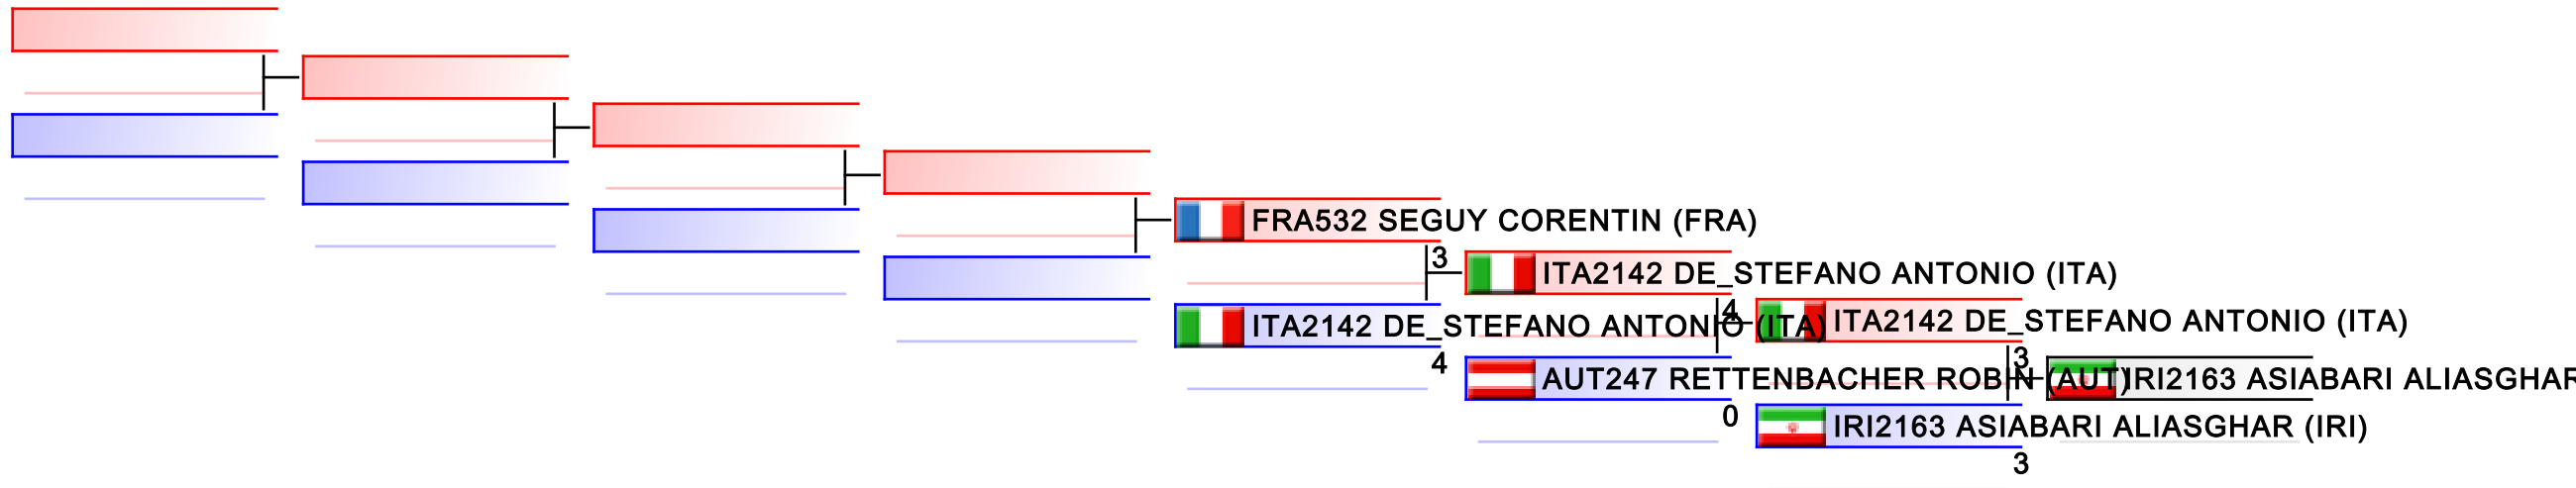 FRA532 SEGUY CORENTIN (FRA)
3
ITA2142 DE_STEFANO ANTONIO (ITA)
4
ITA2142 DE_STEFANO ANTONIO (ITA)
ITA2142 DE_STEFANO ANTONIO (ITA)
3
4
AUT247 RETTENBACHER ROBIN (AUT)
IRI2163 ASIABARI ALIASGHAR
0
IRI2163 ASIABARI ALIASGHAR (IRI)
3